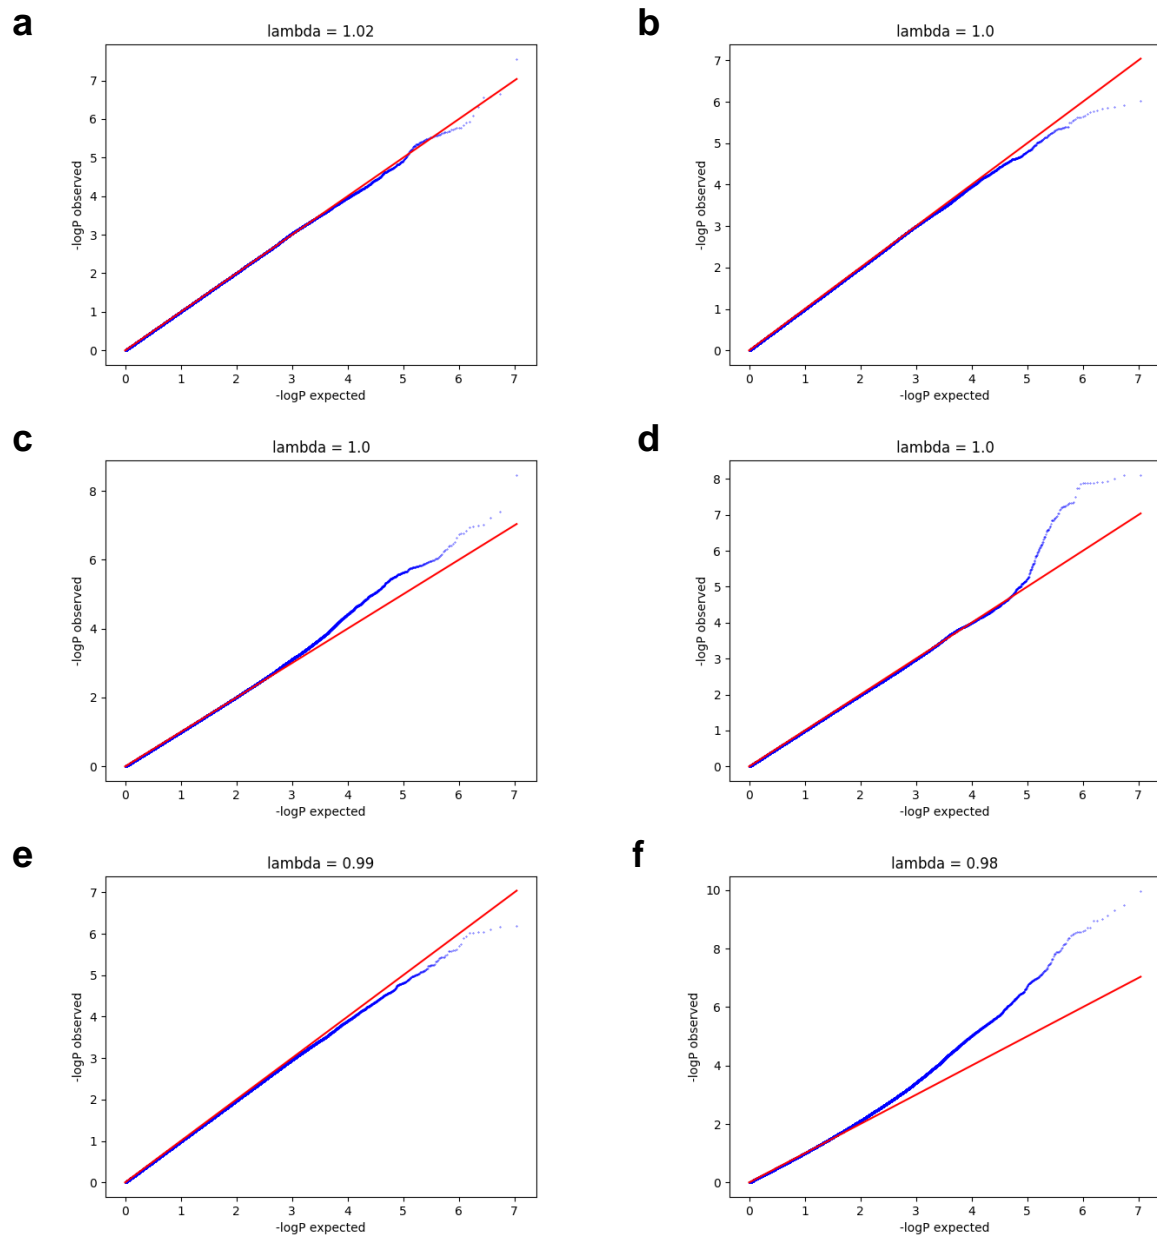 a
lambda = 1.02
-logP observed
7
6
5
4
3
2
1
0
0 1 2 3 4 5 6 7
-logP expected
b
lambda = 1.0
-logP observed
7
6
5
4
3
2
1
0
0 1 2 3 4 5 6 7
-logP expected
c
lambda = 1.0
-logP observed
8
6
4
2
0
0 1 2 3 4 5 6 7
-logP expected
d
lambda = 1.0
-logP observed
8
7
6
5
4
3
2
1
0
0 1 2 3 4 5 6 7
-logP expected
e
lambda = 0.99
-logP observed
7
6
5
4
3
2
1
0
0 1 2 3 4 5 6 7
-logP expected
f
lambda = 0.98
-logP observed
10
8
6
4
2
0
0 1 2 3 4 5 6 7
-logP expected